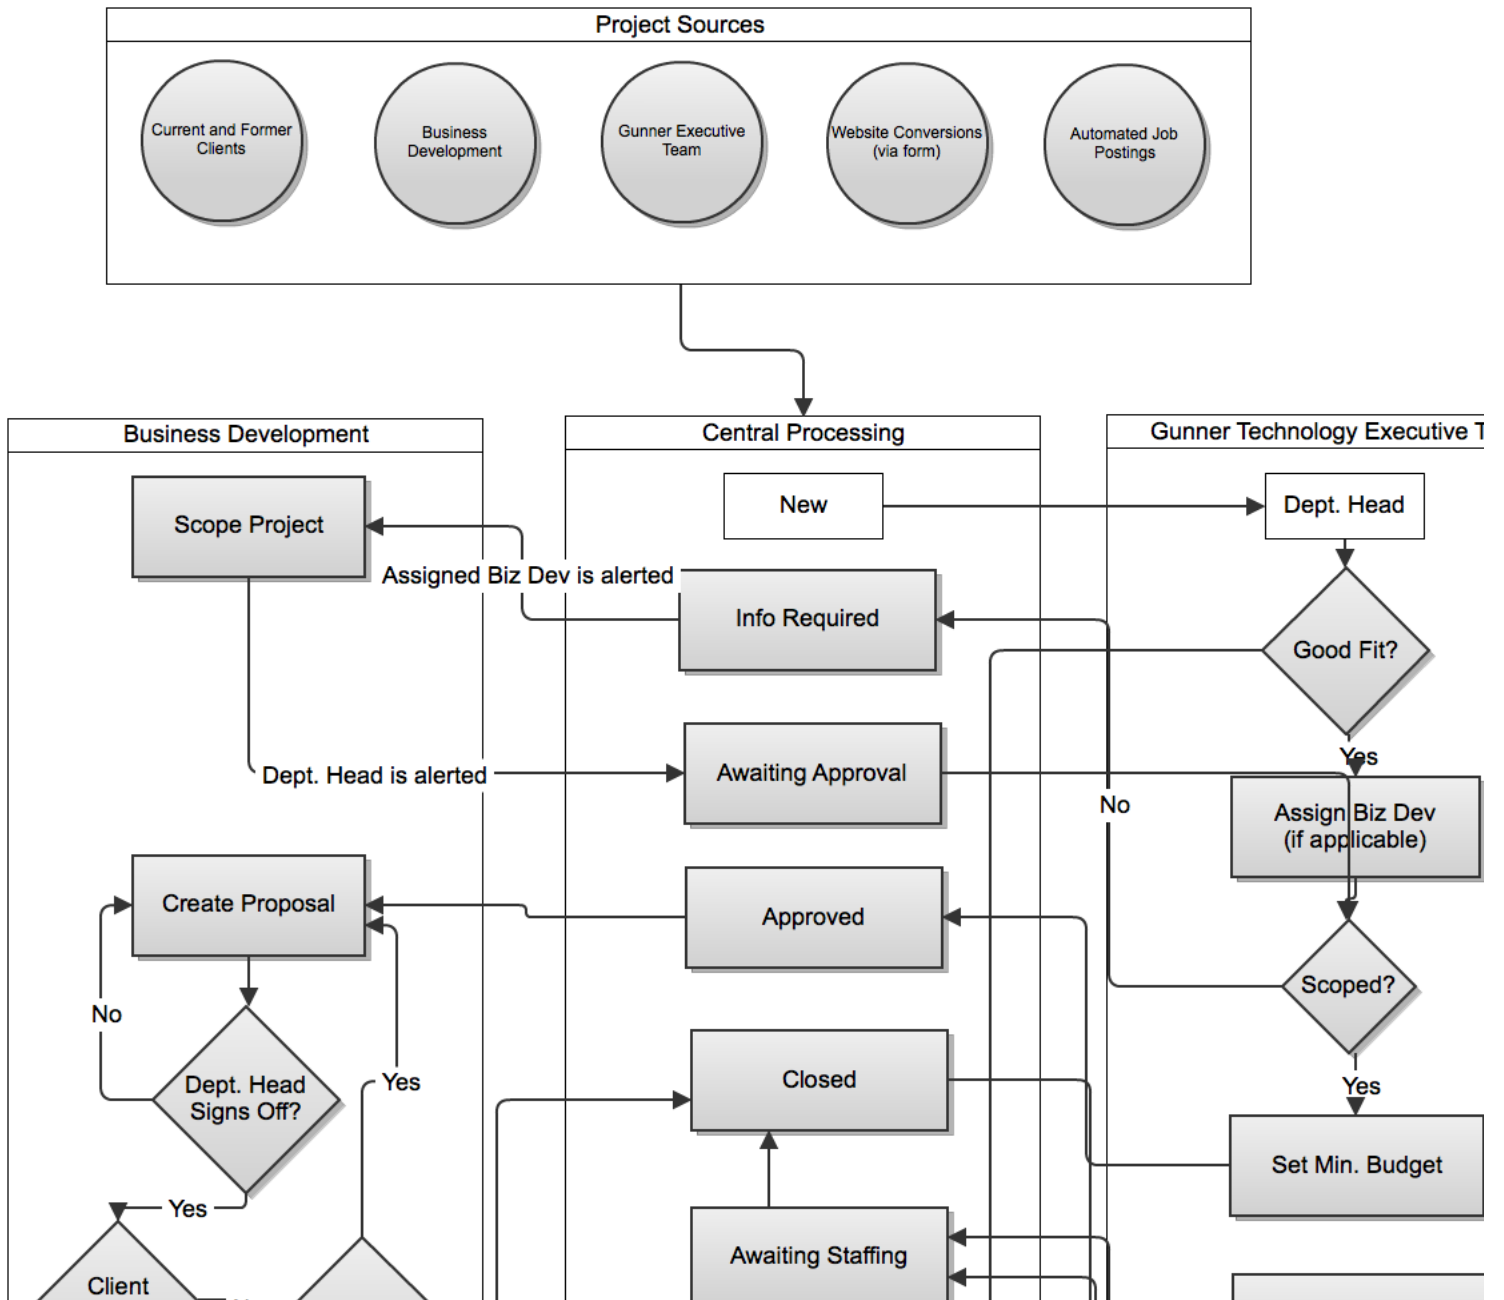 Project Sources
Current and Former
Clients
Business
Development
Gunner Executive
Team
Website Conversions
(via form)
Automated Job
Postings
Business Development
Central Processing
Gunner Technology Executive T
Scope Project
New
Dept. Head
Assigned Biz Dev is alerted
Info Required
Good Fit?
Yes
Dept. Head is alerted
Awaiting Approval
No
Assign Biz Dev
(if applicable)
Create Proposal
Approved
Scoped?
No
Yes
Dept. Head
Signs Off?
Closed
Yes
Set Min. Budget
Yes
Awaiting Staffing
Client